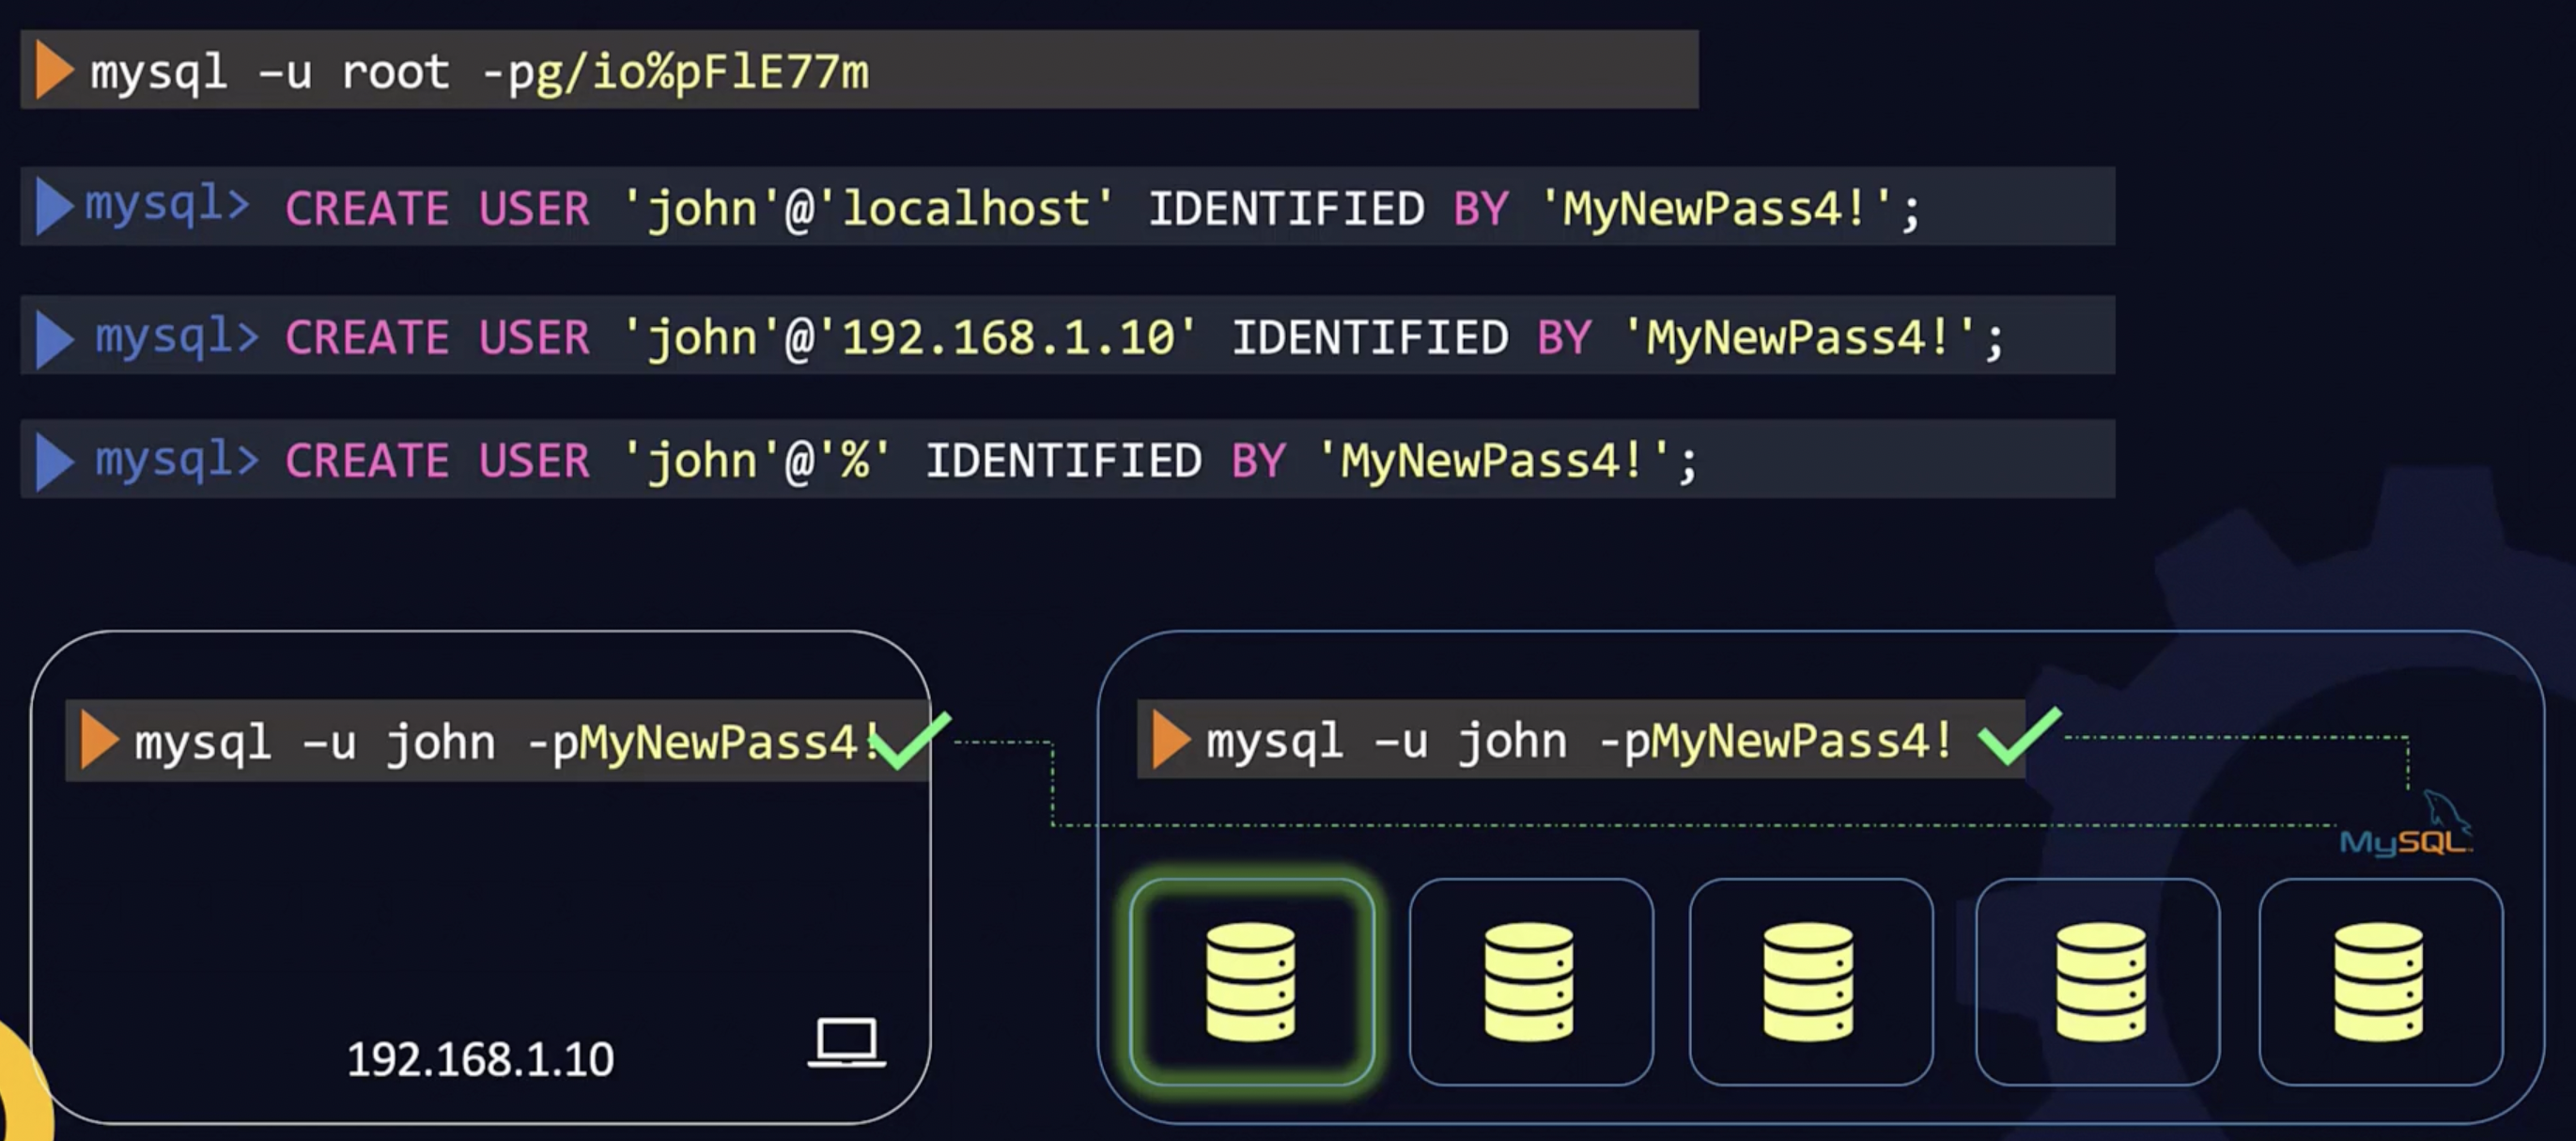 mysql –u root -pg/io%pFlE77m
mysql> CREATE USER 'john'@'localhost' IDENTIFIED BY 'MyNewPass4!';
mysql> CREATE USER 'john'@'192.168.1.10' IDENTIFIED BY 'MyNewPass4!';
mysql> CREATE USER 'john'@'%' IDENTIFIED BY 'MyNewPass4!';
mysql –u john -pMyNewPass4!
192.168.1.10
mysql –u john -pMyNewPass4!
MySQL